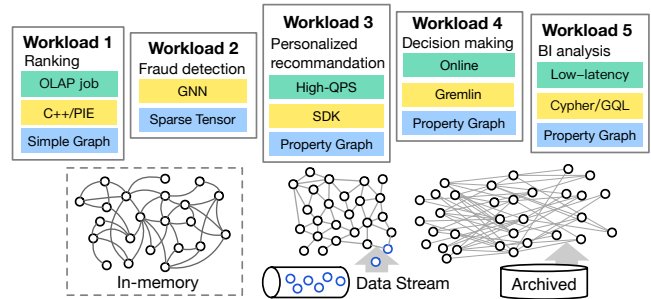 Workload 1
Ranking
OLAP job
C++/PIE
Simple Graph
Workload 2
Fraud detection
GNN
Sparse Tensor
Workload 3
Personalized
recommandation
High-QPS
SDK
Property Graph
Workload 4
Decision making
Online
Gremlin
Property Graph
Workload 5
BI analysis
Low-latency
Cypher/GQL
Property Graph
In-memory
Data Stream
Archived